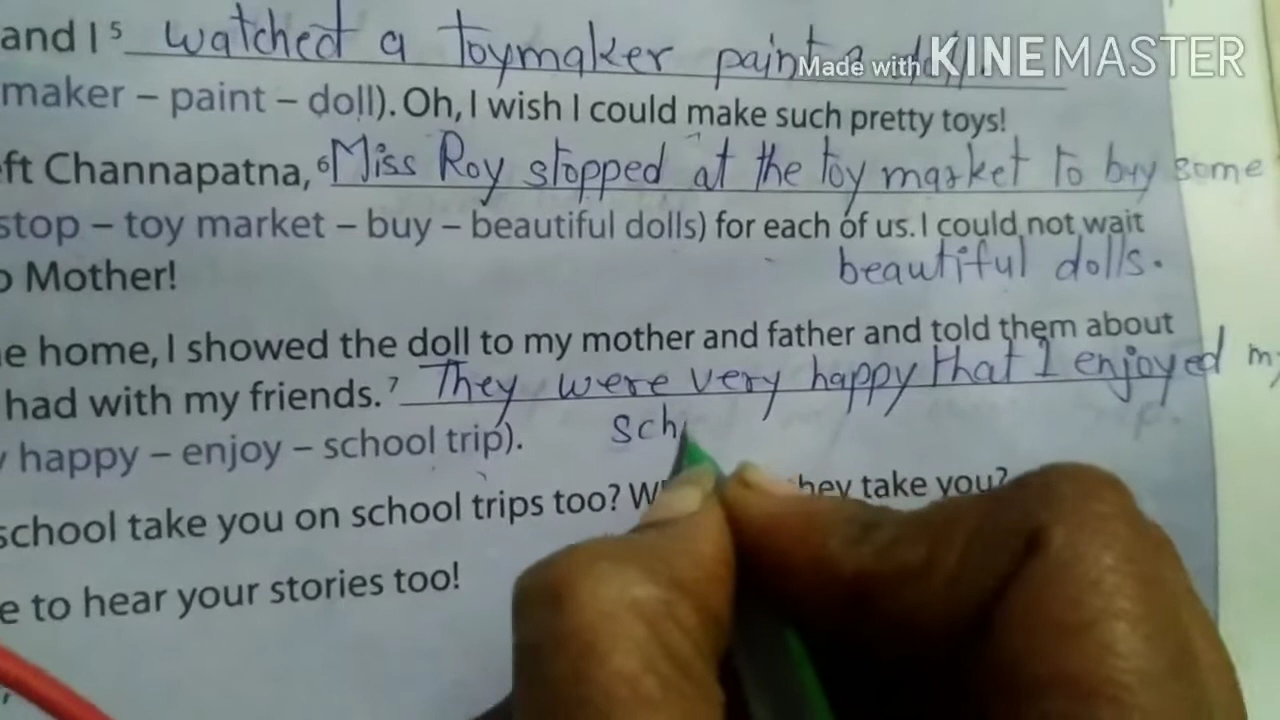 and I ⁵ watched a toymaker paint a doll.
Made with KINEMASTER
maker – paint – doll). Oh, I wish I could make such pretty toys!
ft Channapatna, ⁶ Miss Roy stopped at the toy market to buy some
stop – toy market – buy – beautiful dolls) for each of us. I could not wait
beautiful dolls.
o Mother!
e home, I showed the doll to my mother and father and told them about
had with my friends. ⁷ They were very happy that I enjoyed my
y happy – enjoy – school trip).
sch
school take you on school trips too? W hey take you?
e to hear your stories too!